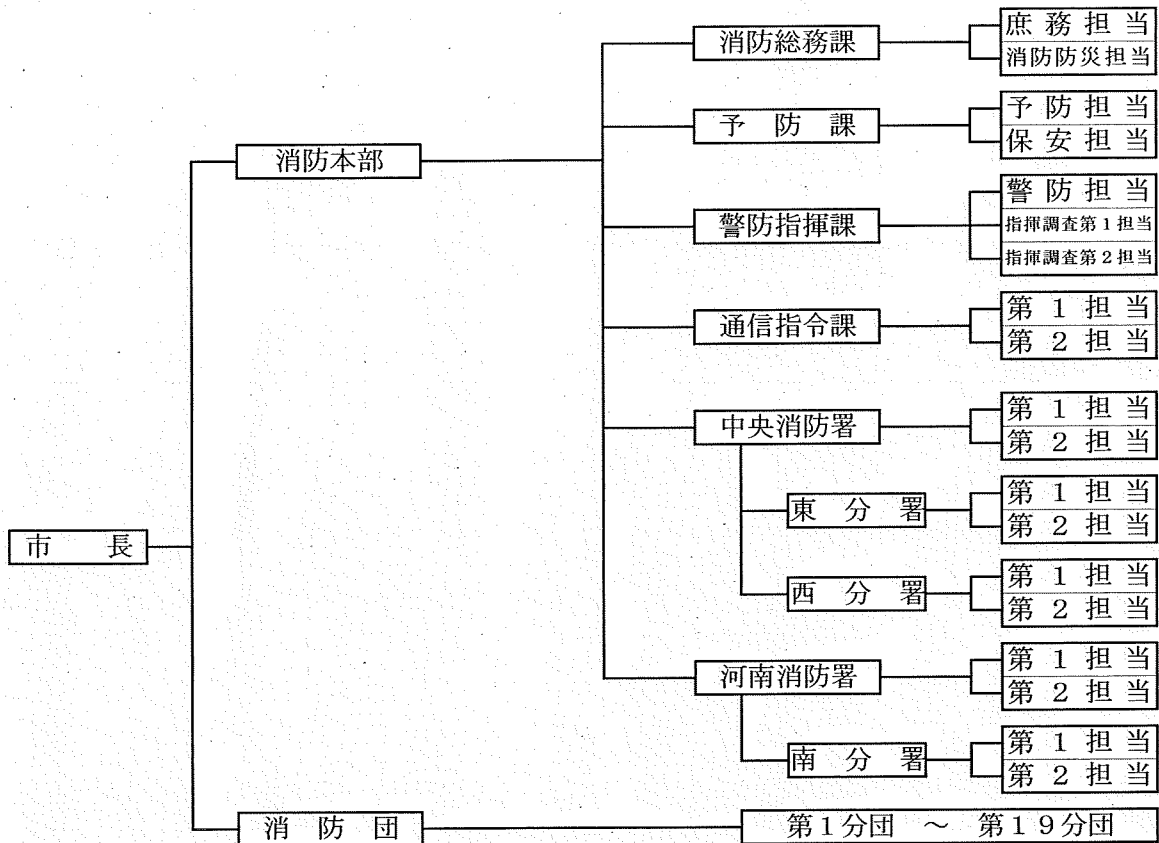 市長
消防本部
消防総務課
庶務担当
消防防災担当
予防課
予防担当
保安担当
警防指揮課
警防担当
指揮調査第1担当
指揮調査第2担当
通信指令課
第1担当
第2担当
中央消防署
第1担当
第2担当
東分署
第1担当
第2担当
西分署
第1担当
第2担当
河南消防署
第1担当
第2担当
南分署
第1担当
第2担当
消防団
第1分団 ～ 第19分団